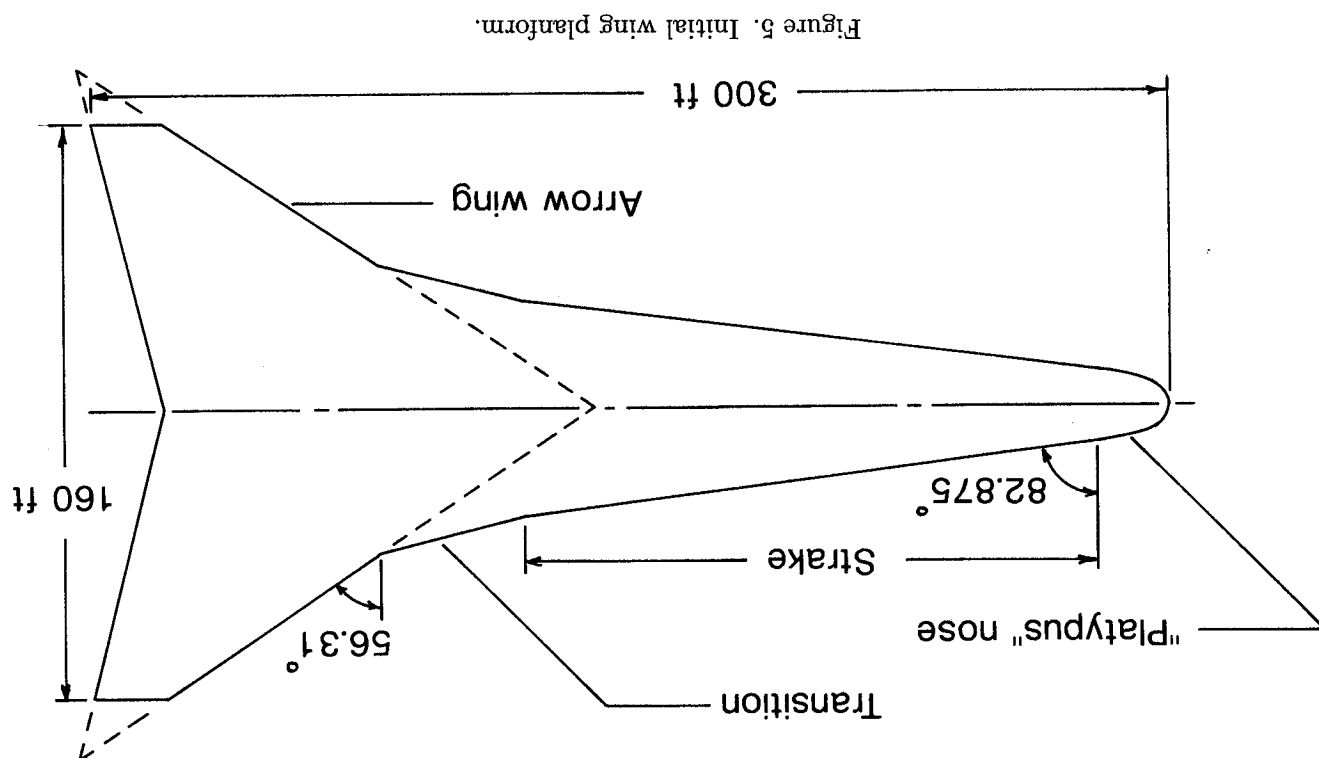 "Platypus" nose
Transition
Strake
82.875°
56.31°
160 ft
Arrow wing
300 ft
Figure 5. Initial wing planform.